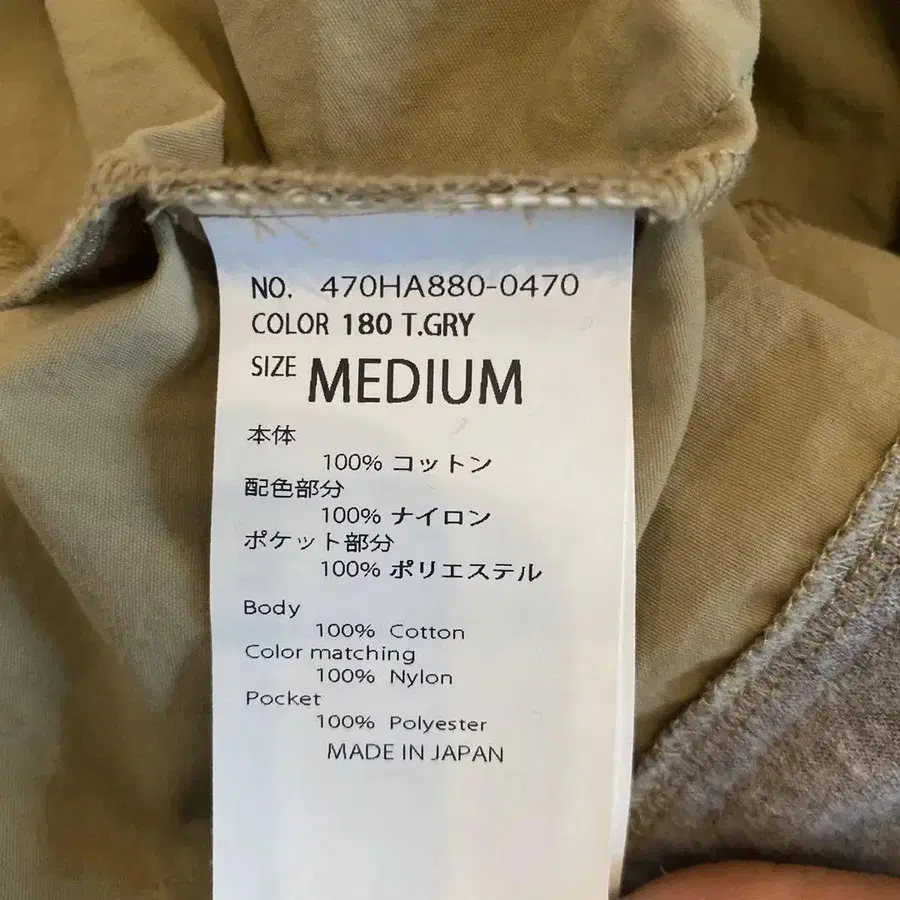 NO. 470HA880-0470
COLOR 180 T.GRY
SIZE MEDIUM
本体
100% コットン
配色部分
100% ナイロン
ポケット部分
100% ポリエステル
Body
100% Cotton
Color matching
100% Nylon
Pocket
100% Polyester
MADE IN JAPAN